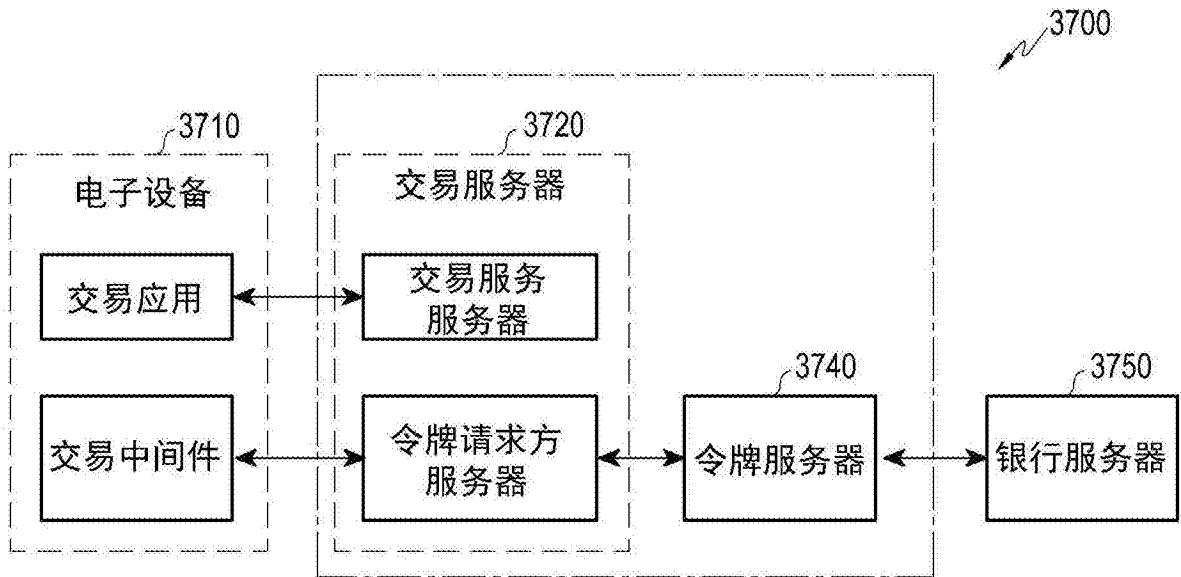 3700
3710
3720
电子设备
交易服务器
交易应用
交易服务
服务器
3740
3750
交易中间件
令牌请求方
服务器
令牌服务器
银行服务器